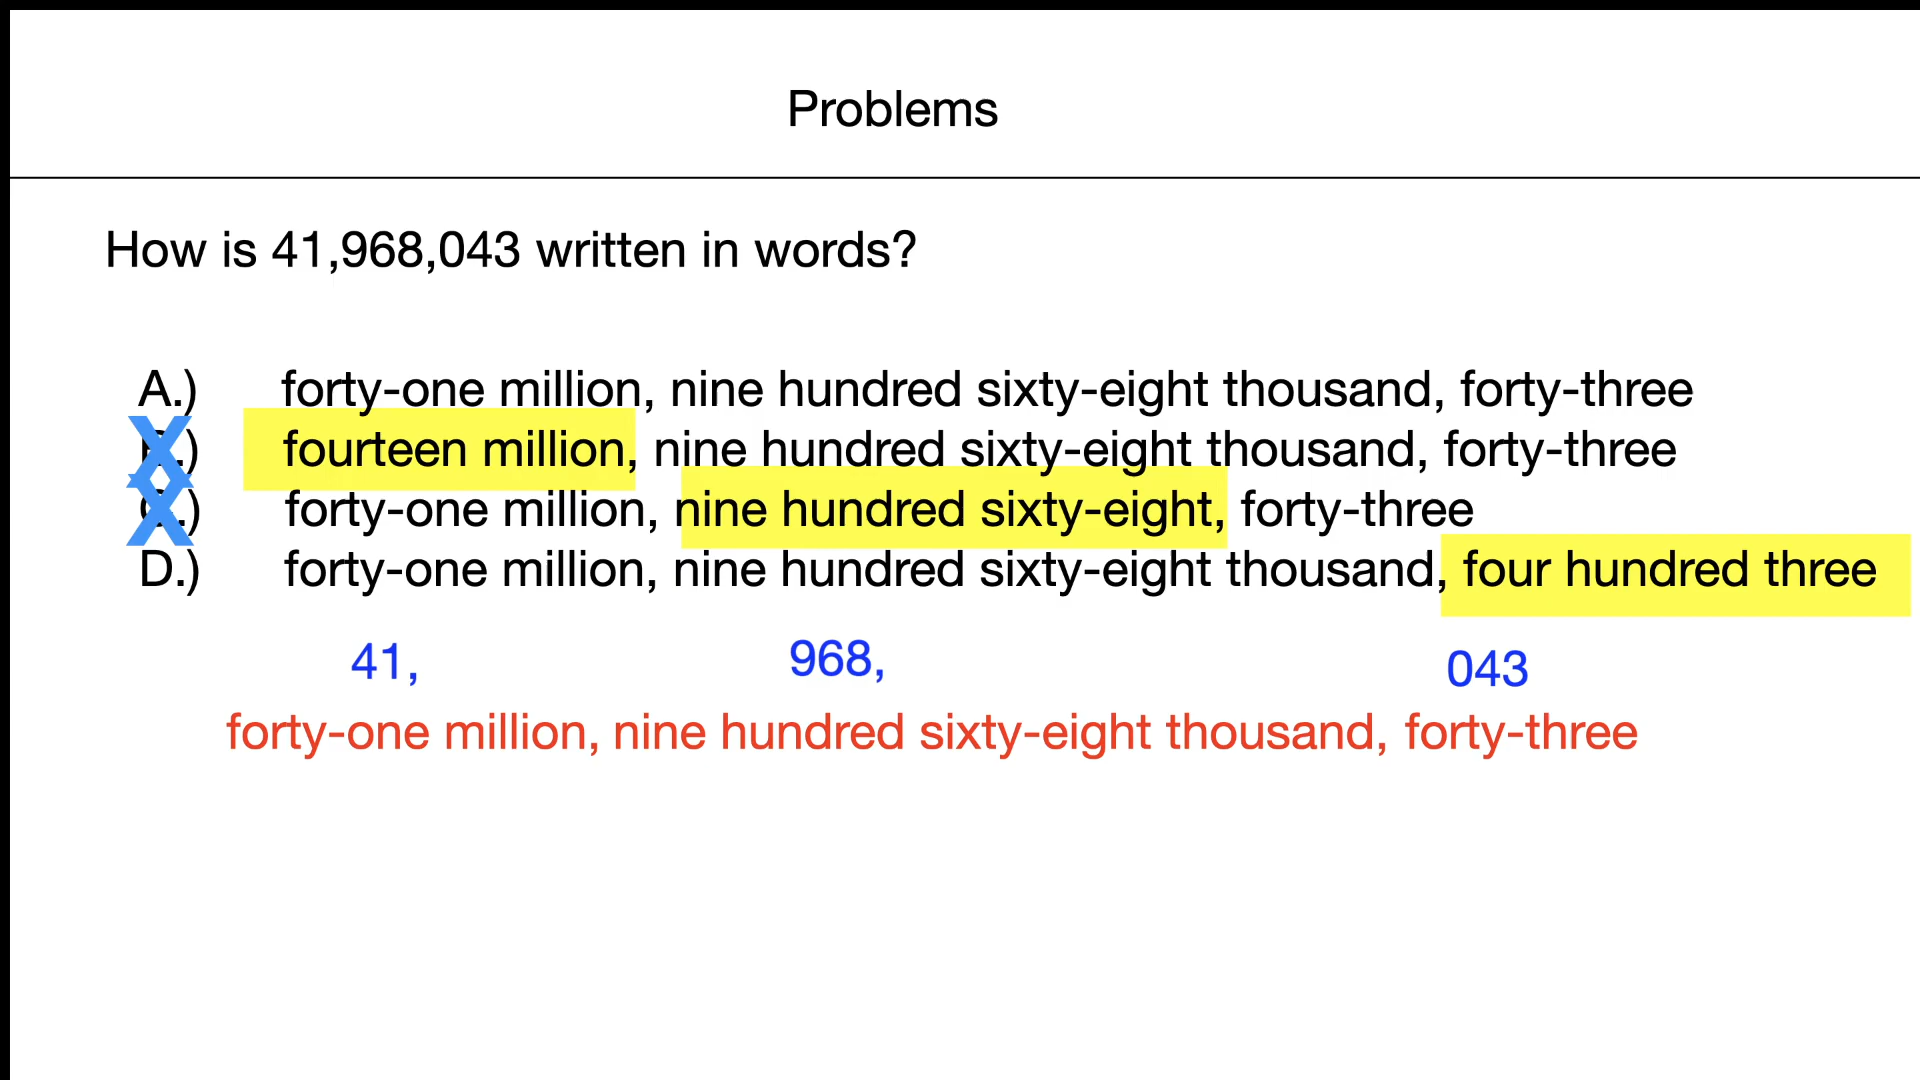 Problems
How is 41,968,043 written in words?
A.) forty-one million, nine hundred sixty-eight thousand, forty-three
X fourteen million, nine hundred sixty-eight thousand, forty-three
X forty-one million, nine hundred sixty-eight, forty-three
D.) forty-one million, nine hundred sixty-eight thousand, four hundred three
41, 968, 043
forty-one million, nine hundred sixty-eight thousand, forty-three